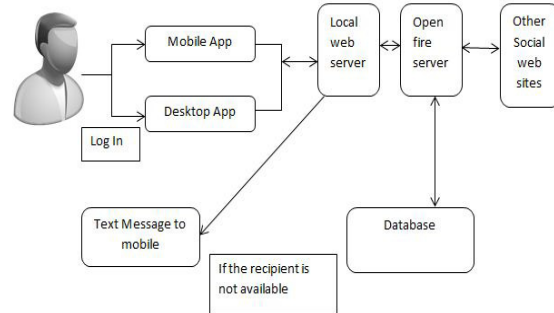 Mobile App
Desktop App
Log In
Local
web
server
Open
fire
server
Other
Social
web
sites
Text Message to
mobile
Database
If the recipient is
not available